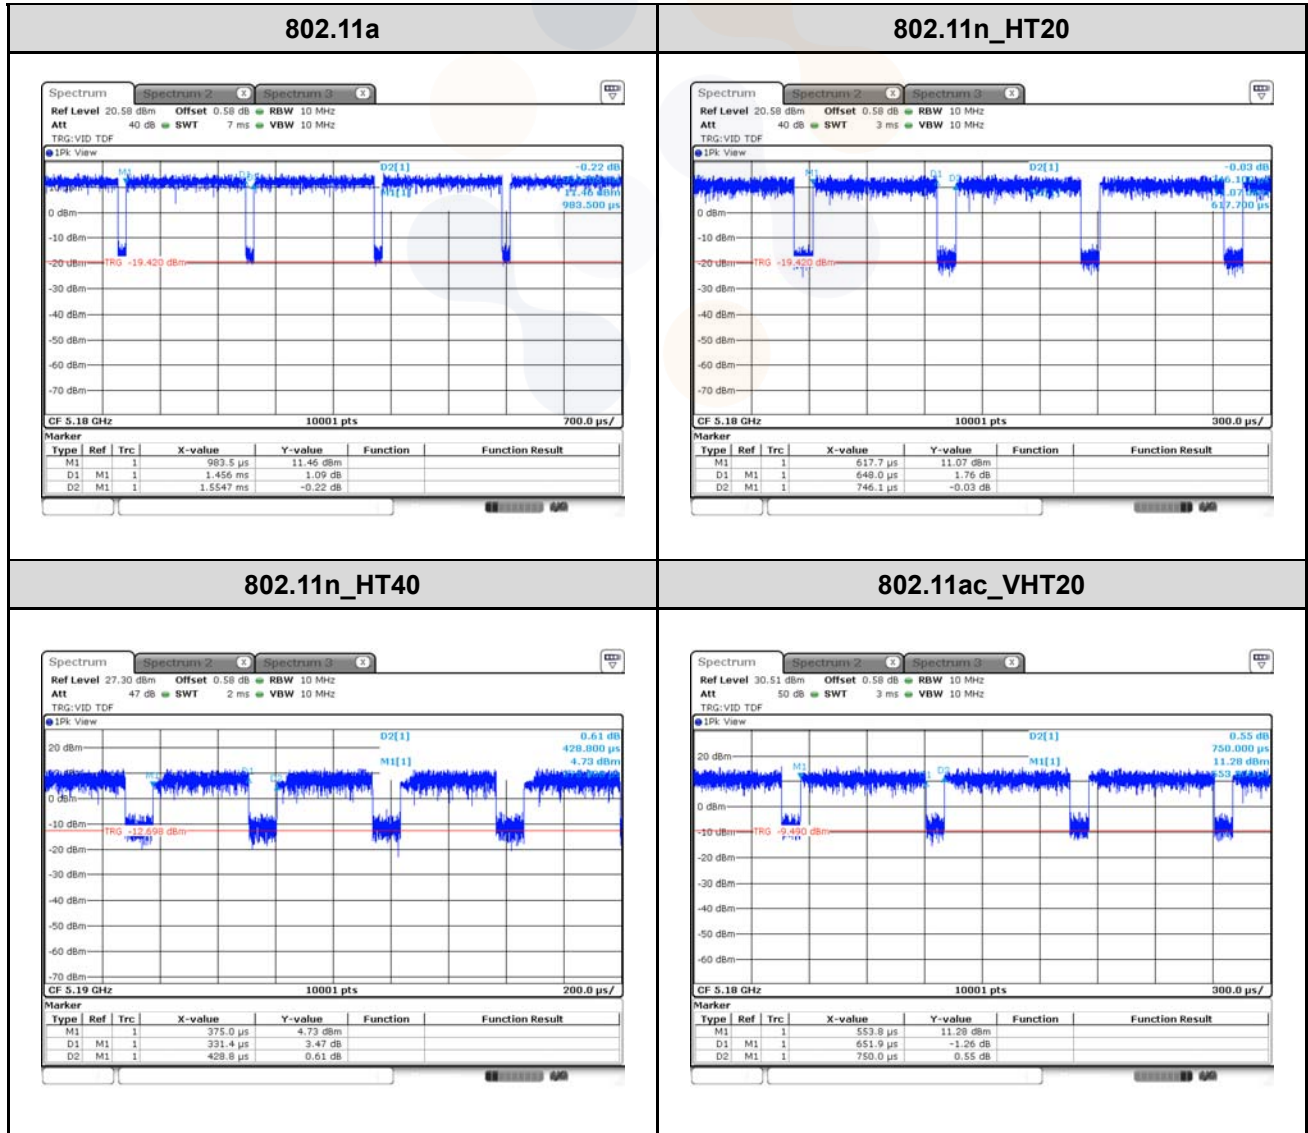 802.11a
802.11n_HT20
Spectrum Spectrum 2 X Spectrum 3 X
Ref Level 20.58 dBm Offset 0.58 dB RBW 10 MHz
Att 40 dB SWT 7 ms VBW 10 MHz
TRG:VID TDF
1Pk View
M1 D2[1] -0.22 dB
M1[1] 11.46 dBm
983.500 µs
0 dBm
-10 dBm
-20 dBm TRG -19.420 dBm
-30 dBm
-40 dBm
-50 dBm
-60 dBm
-70 dBm
CF 5.18 GHz 10001 pts 700.0 µs/
Marker
Type Ref Trc X-value Y-value Function Function Result
M1 1 983.5 µs 11.46 dBm
D1 M1 1 1.456 ms 1.09 dB
D2 M1 1 1.5547 ms -0.22 dB
Spectrum Spectrum 2 X Spectrum 3 X
Ref Level 20.58 dBm Offset 0.58 dB RBW 10 MHz
Att 40 dB SWT 3 ms VBW 10 MHz
TRG:VID TDF
1Pk View
D2[1] -0.03 dB
M1 D1 D2
617.700 µs
0 dBm
-10 dBm
-20 dBm TRG -19.420 dBm
-30 dBm
-40 dBm
-50 dBm
-60 dBm
-70 dBm
CF 5.18 GHz 10001 pts 300.0 µs/
Marker
Type Ref Trc X-value Y-value Function Function Result
M1 1 617.7 µs 11.07 dBm
D1 M1 1 648.0 µs 1.76 dB
D2 M1 1 746.1 µs -0.03 dB
802.11n_HT40
802.11ac_VHT20
Spectrum Spectrum 2 X Spectrum 3 X
Ref Level 27.30 dBm Offset 0.58 dB RBW 10 MHz
Att 47 dB SWT 2 ms VBW 10 MHz
TRG:VID TDF
1Pk View
D2[1] 0.61 dB
428.800 µs
20 dBm
M1[1] 4.73 dBm
M1 D1 D2
0 dBm
-10 dBm TRG -12.698 dBm
-20 dBm
-30 dBm
-40 dBm
-50 dBm
-60 dBm
-70 dBm
CF 5.19 GHz 10001 pts 200.0 µs/
Marker
Type Ref Trc X-value Y-value Function Function Result
M1 1 375.0 µs 4.73 dBm
D1 M1 1 331.4 µs 3.47 dB
D2 M1 1 428.8 µs 0.61 dB
Spectrum Spectrum 2 X Spectrum 3 X
Ref Level 30.51 dBm Offset 0.58 dB RBW 10 MHz
Att 50 dB SWT 3 ms VBW 10 MHz
TRG:VID TDF
1Pk View
D2[1] 0.55 dB
750.000 µs
20 dBm
M1 D2 M1[1] 11.28 dBm
0 dBm
-10 dBm TRG -9.490 dBm
-20 dBm
-30 dBm
-40 dBm
-50 dBm
-60 dBm
CF 5.18 GHz 10001 pts 300.0 µs/
Marker
Type Ref Trc X-value Y-value Function Function Result
M1 1 553.8 µs 11.28 dBm
D1 M1 1 651.9 µs -1.26 dB
D2 M1 1 750.0 µs 0.55 dB